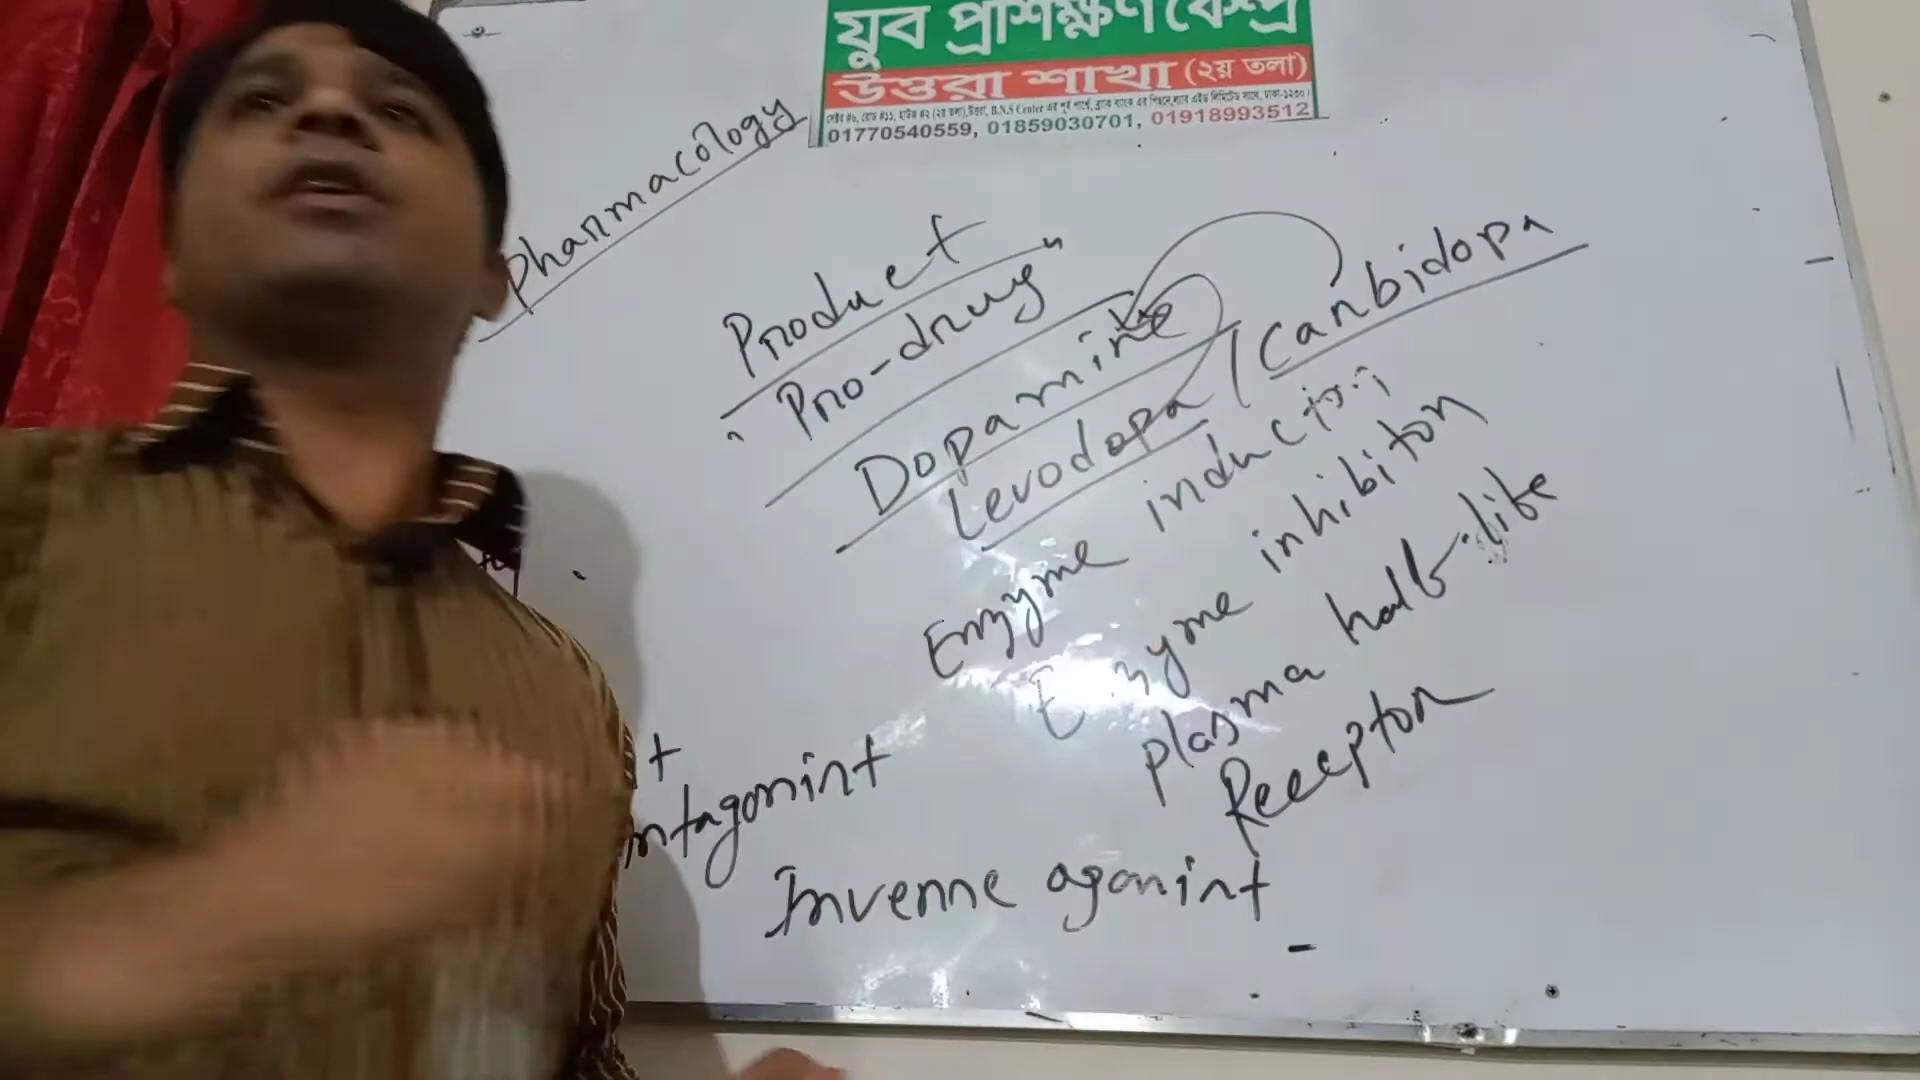 যুব প্রশিক্ষণ কেন্দ্র
উত্তরা শাখা (২য় তলা)
01770540559, 01859030701, 01918993512
Pharmacology
Product
"Pro-drug"
Dopamine
Levodopa / Carbidopa
Enzyme induction
Enzyme inhibitor
plasma half-life
Receptor
+
ntagonist
Inverse agonist
-